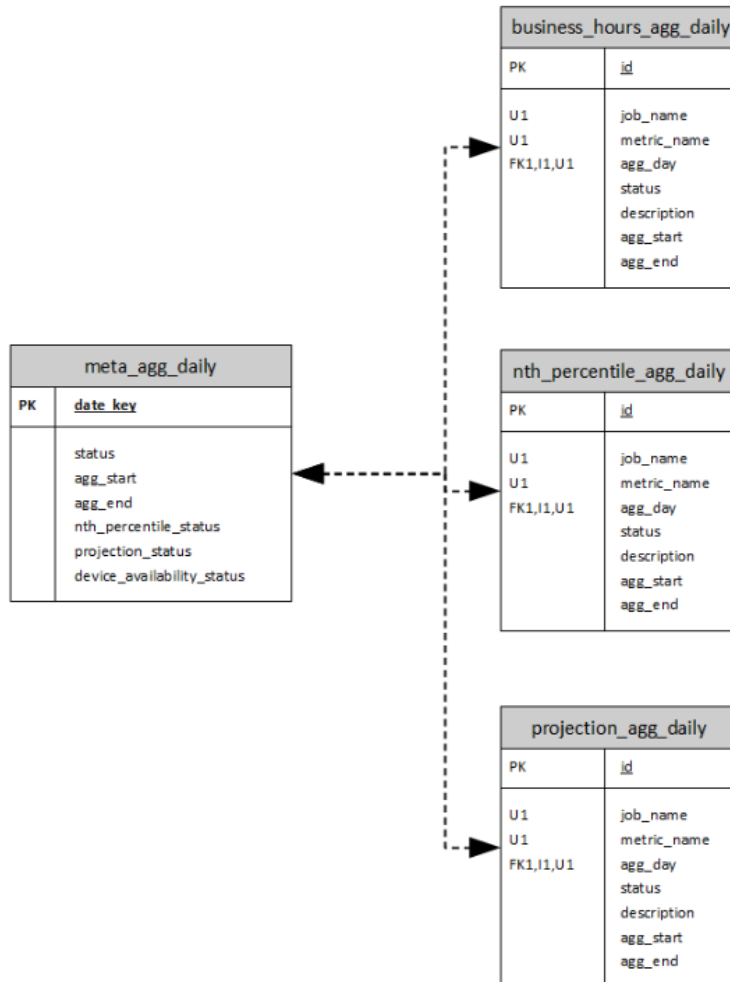 business_hours_agg_daily
PK id
U1 job_name
U1 metric_name
FK1,I1,U1 agg_day
status
description
agg_start
agg_end
meta_agg_daily
PK date_key
status
agg_start
agg_end
nth_percentile_status
projection_status
device_availability_status
nth_percentile_agg_daily
PK id
U1 job_name
U1 metric_name
FK1,I1,U1 agg_day
status
description
agg_start
agg_end
projection_agg_daily
PK id
U1 job_name
U1 metric_name
FK1,I1,U1 agg_day
status
description
agg_start
agg_end